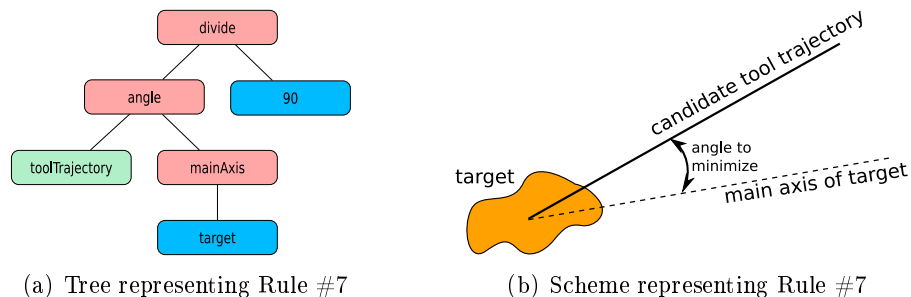 divide
angle
90
toolTrajectory
mainAxis
target
(a) Tree representing Rule #7
candidate tool trajectory
angle to
minimize
target
main axis of target
(b) Scheme representing Rule #7